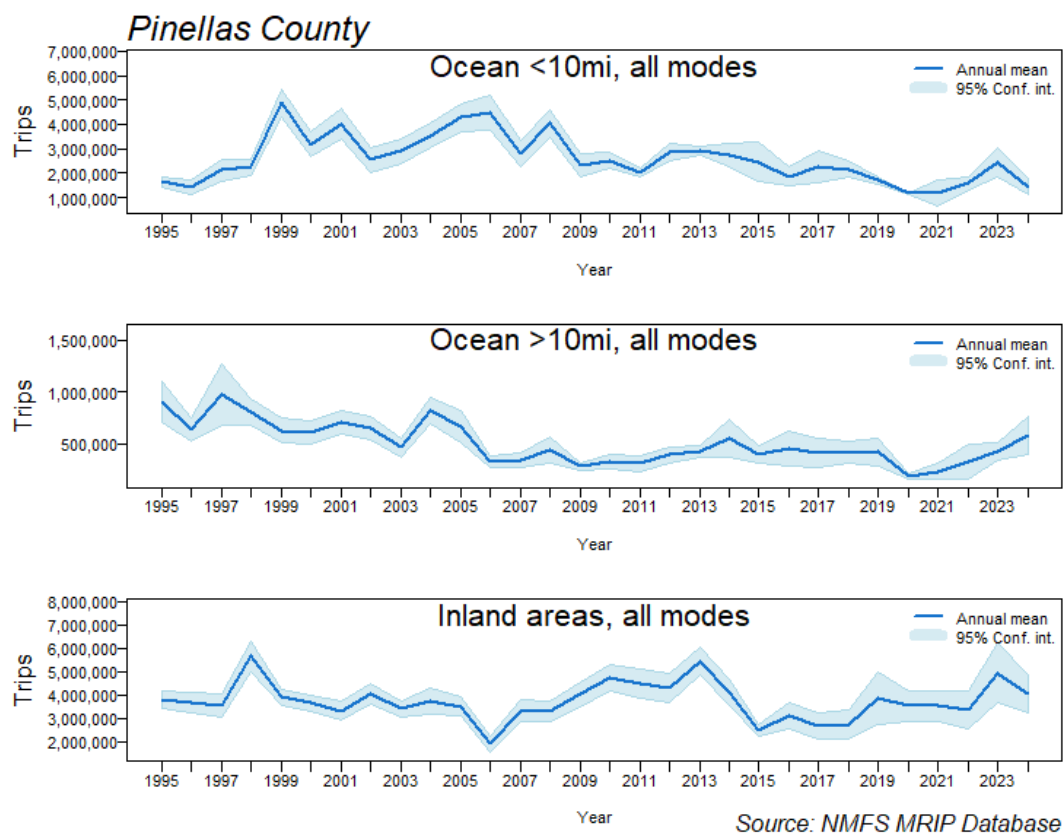 Pinellas County
Ocean <10mi, all modes
Annual mean
95% Conf. int.
Trips
7,000,000
6,000,000
5,000,000
4,000,000
3,000,000
2,000,000
1,000,000
1995 1997 1999 2001 2003 2005 2007 2009 2011 2013 2015 2017 2019 2021 2023
Year
Ocean >10mi, all modes
Annual mean
95% Conf. int.
Trips
1,500,000
1,000,000
500,000
1995 1997 1999 2001 2003 2005 2007 2009 2011 2013 2015 2017 2019 2021 2023
Year
Inland areas, all modes
Annual mean
95% Conf. int.
Trips
8,000,000
7,000,000
6,000,000
5,000,000
4,000,000
3,000,000
2,000,000
1995 1997 1999 2001 2003 2005 2007 2009 2011 2013 2015 2017 2019 2021 2023
Year
Source: NMFS MRIP Database